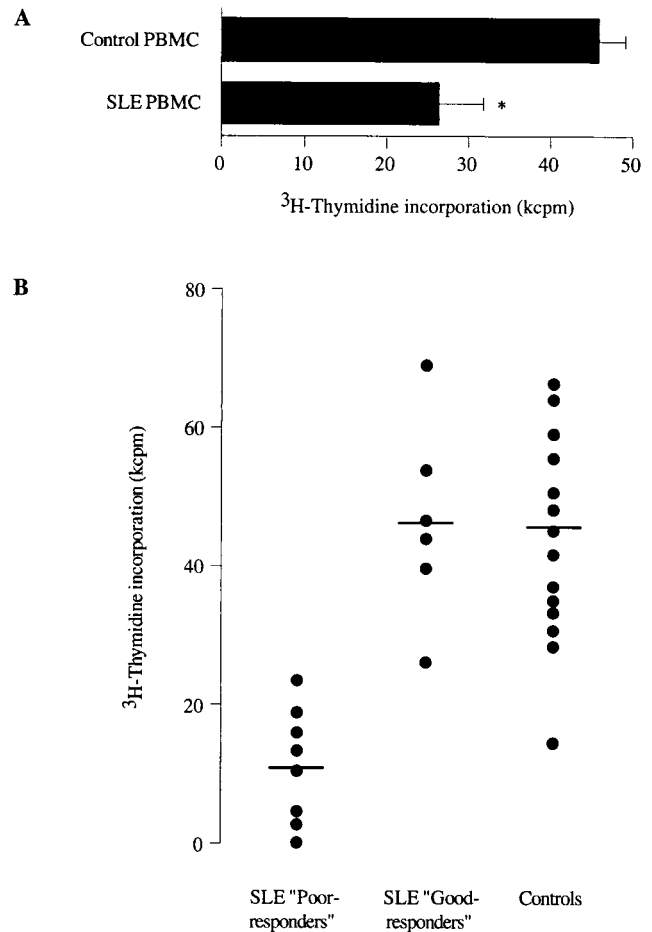 A
Control PBMC
SLE PBMC
*
0 10 20 30 40 50
³H-Thymidine incorporation (kcpm)
B
80
60
40
20
0
³H-Thymidine incorporation (kcpm)
SLE "Poor-
responders"
SLE "Good-
responders"
Controls